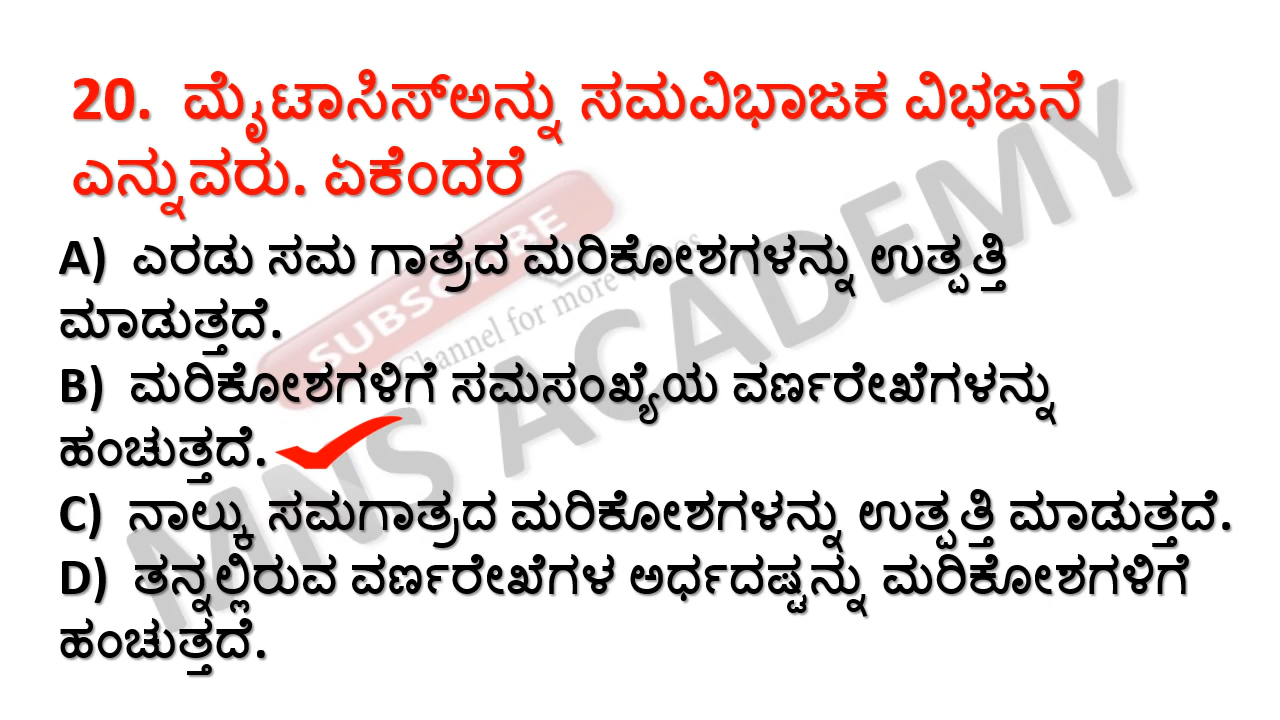 20. ಮೈಟಾಸಿಸ್‌ಅನ್ನು ಸಮವಿಭಾಜಕ ವಿಭಜನೆ
ಎನ್ನುವರು. ಏಕೆಂದರೆ
A) ಎರಡು ಸಮ ಗಾತ್ರದ ಮರಿಕೋಶಗಳನ್ನು ಉತ್ಪತ್ತಿ
ಮಾಡುತ್ತದೆ.
B) ಮರಿಕೋಶಗಳಿಗೆ ಸಮಸಂಖ್ಯೆಯ ವರ್ಣರೇಖೆಗಳನ್ನು
ಹಂಚುತ್ತದೆ.
C) ನಾಲ್ಕು ಸಮಗಾತ್ರದ ಮರಿಕೋಶಗಳನ್ನು ಉತ್ಪತ್ತಿ ಮಾಡುತ್ತದೆ.
D) ತನ್ನಲ್ಲಿರುವ ವರ್ಣರೇಖೆಗಳ ಅರ್ಧದಷ್ಟನ್ನು ಮರಿಕೋಶಗಳಿಗೆ
ಹಂಚುತ್ತದೆ.
SUBSCRIBE
Channel for more
MNS ACADEMY